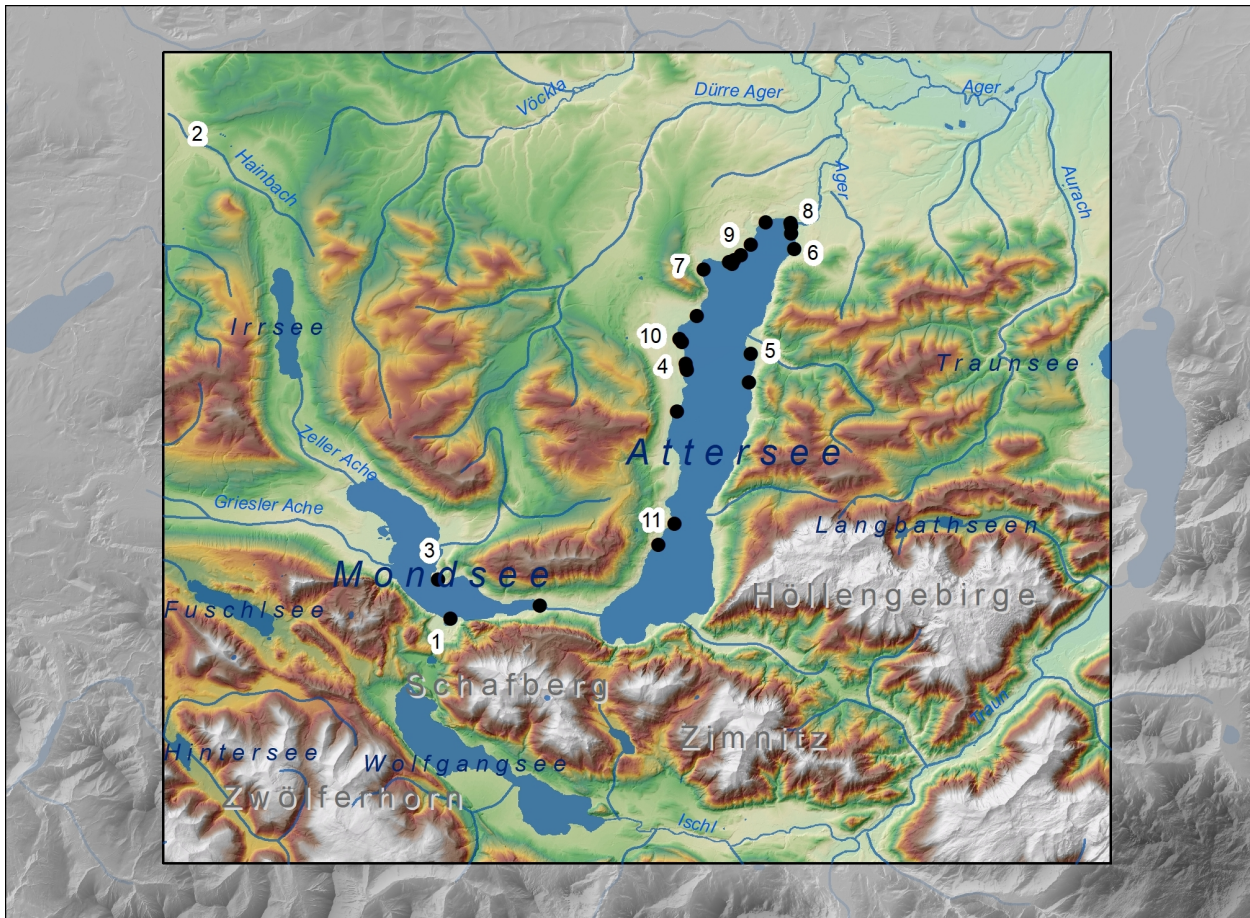 Vöckla
Dürre Ager
Ager
2
Hainbach
Ager
Aurach
8
9
6
7
Irrsee
10
5
4
Traunsee
Zeller Ache
Attersee
Griesler Ache
11
Langbathseen
3
Mondsee
Höllengebirge
Fuschlsee
1
Schafberg
Traun
Zimnitz
Hintersee
Wolfgangsee
Zwölferhorn
Ischl